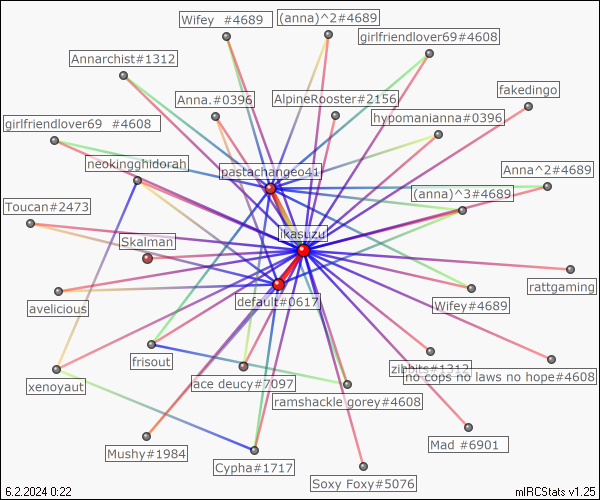 Wifey  #4689
(anna)^2#4689
girlfriendlover69#4608
Annarchist#1312
fakedingo
Anna.#0396
AlpineRooster#2156
hypomanianna#0396
girlfriendlover69  #4608
neokingghidorah
pastachangeo41
Anna^2#4689
(anna)^3#4689
Toucan#2473
Skalman
ikasuzu
rattgaming
avelicious
default#0617
Wifey#4689
frisout
zibbits#1312
no cops no laws no hope#4608
xenoyaut
ace deucy#7097
ramshackle gorey#4608
Mushy#1984
Cypha#1717
Mad #6901
Soxy Foxy#5076
6.2.2024 0:22
mIRCStats v1.25